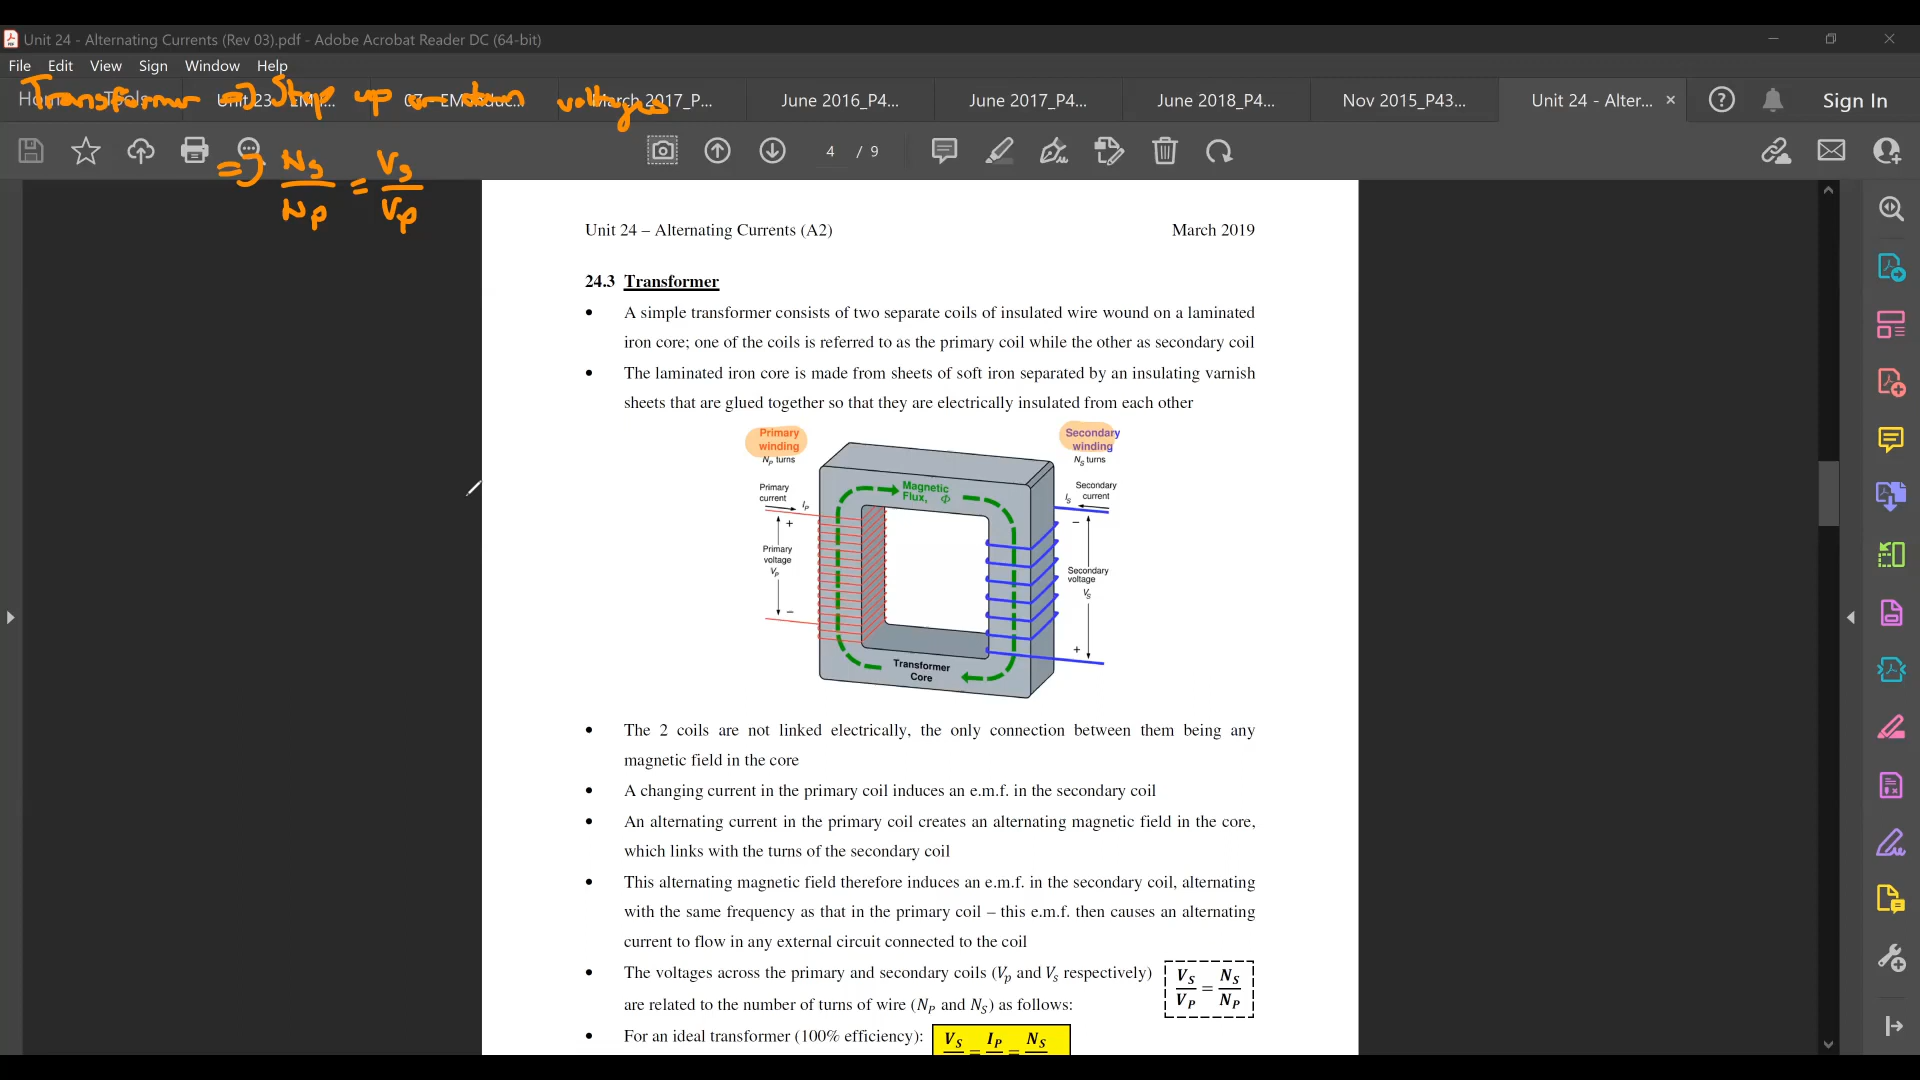 Unit 24 - Alternating Currents (Rev 03).pdf - Adobe Acrobat Reader DC (64-bit)
File Edit View Sign Window Help
Transformer => Step up or down voltages
March 2017_P... June 2016_P4... June 2017_P4... June 2018_P4... Nov 2015_P43... Unit 24 - Alter... × Sign In
4 / 9
=> Ns/Np = Vs/Vp
Unit 24 – Alternating Currents (A2) March 2019
24.3 Transformer
• A simple transformer consists of two separate coils of insulated wire wound on a laminated
iron core; one of the coils is referred to as the primary coil while the other as secondary coil
• The laminated iron core is made from sheets of soft iron separated by an insulating varnish
sheets that are glued together so that they are electrically insulated from each other
Primary
winding
NP turns
Secondary
winding
NS turns
Primary
current
IP
Magnetic
Flux, Φ
IS
Secondary
current
+
−
Primary
voltage
VP
Secondary
voltage
VS
−
+
Transformer
Core
• The 2 coils are not linked electrically, the only connection between them being any
magnetic field in the core
• A changing current in the primary coil induces an e.m.f. in the secondary coil
• An alternating current in the primary coil creates an alternating magnetic field in the core,
which links with the turns of the secondary coil
• This alternating magnetic field therefore induces an e.m.f. in the secondary coil, alternating
with the same frequency as that in the primary coil – this e.m.f. then causes an alternating
current to flow in any external circuit connected to the coil
• The voltages across the primary and secondary coils (Vp and Vs respectively)
are related to the number of turns of wire (NP and NS) as follows:
VS/VP = NS/NP
• For an ideal transformer (100% efficiency):
VS = IP = NS